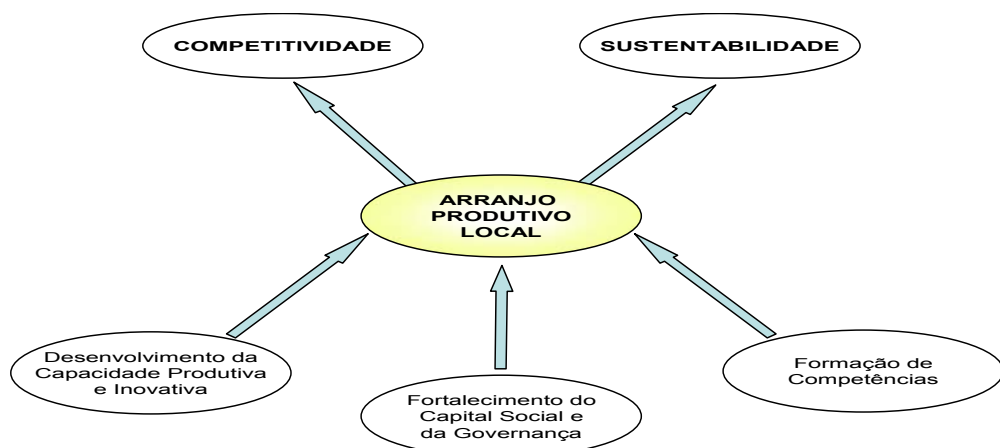 COMPETITIVIDADE
SUSTENTABILIDADE
ARRANJO
PRODUTIVO
LOCAL
Desenvolvimento da
Capacidade Produtiva
e Inovativa
Fortalecimento do
Capital Social e
da Governança
Formação de
Competências